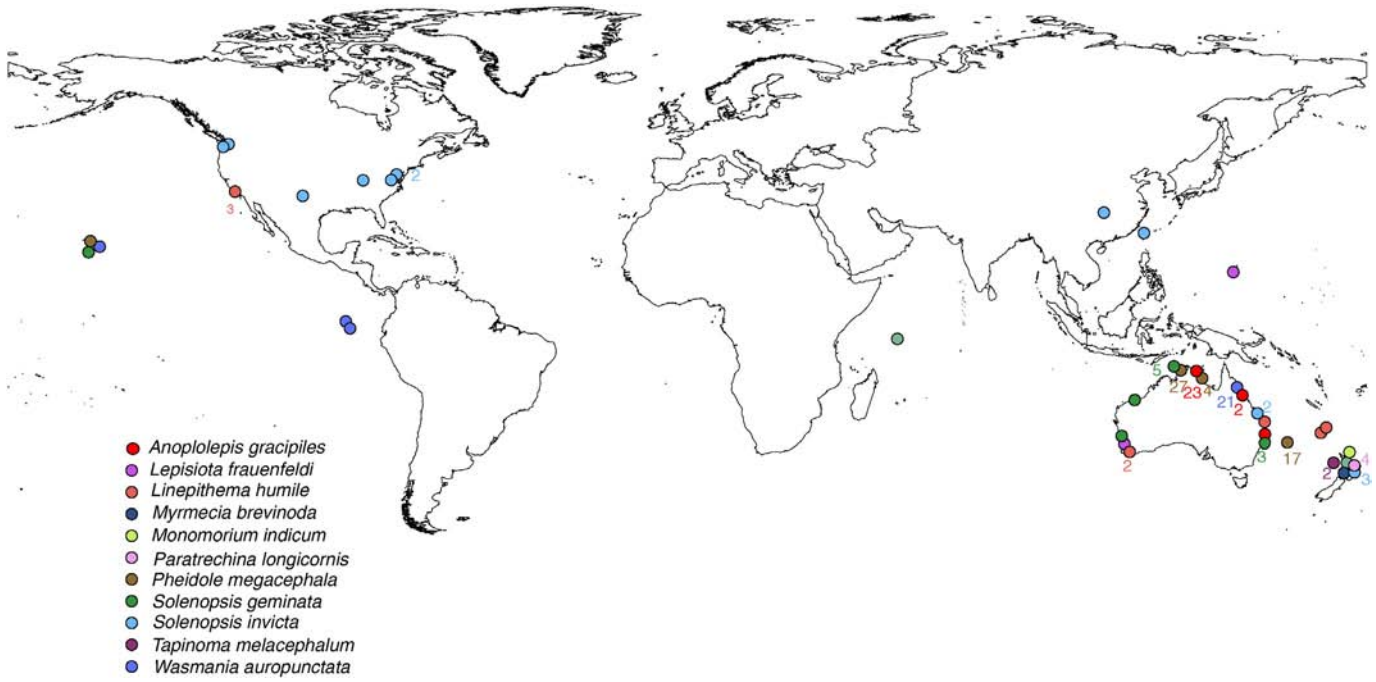 2
3
5
27
23
4
21
2
2
3
17
2
2
4
3
Anoplolepis gracipiles
Lepisiota frauenfeldi
Linepithema humile
Myrmecia brevinoda
Monomorium indicum
Paratrechina longicornis
Pheidole megacephala
Solenopsis geminata
Solenopsis invicta
Tapinoma melacephalum
Wasmania auropunctata